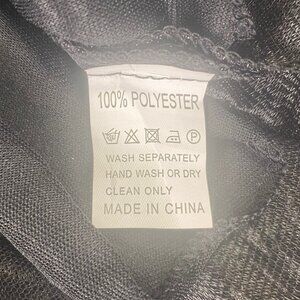 100% POLYESTER
WASH SEPARATELY
HAND WASH OR DRY
CLEAN ONLY
MADE IN CHINA